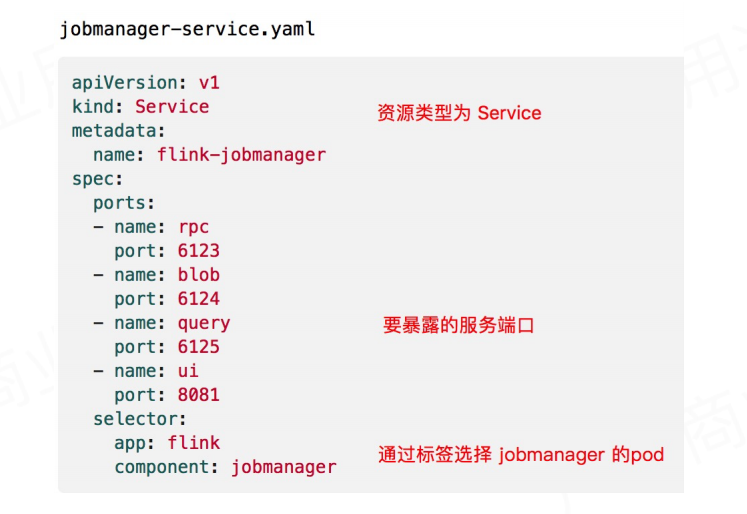 jobmanager-service.yaml
apiVersion: v1
kind: Service
资源类型为 Service
metadata:
  name: flink-jobmanager
spec:
  ports:
  - name: rpc
    port: 6123
  - name: blob
    port: 6124
  - name: query
要暴露的服务端口
    port: 6125
  - name: ui
    port: 8081
  selector:
    app: flink
    component: jobmanager
通过标签选择 jobmanager 的pod